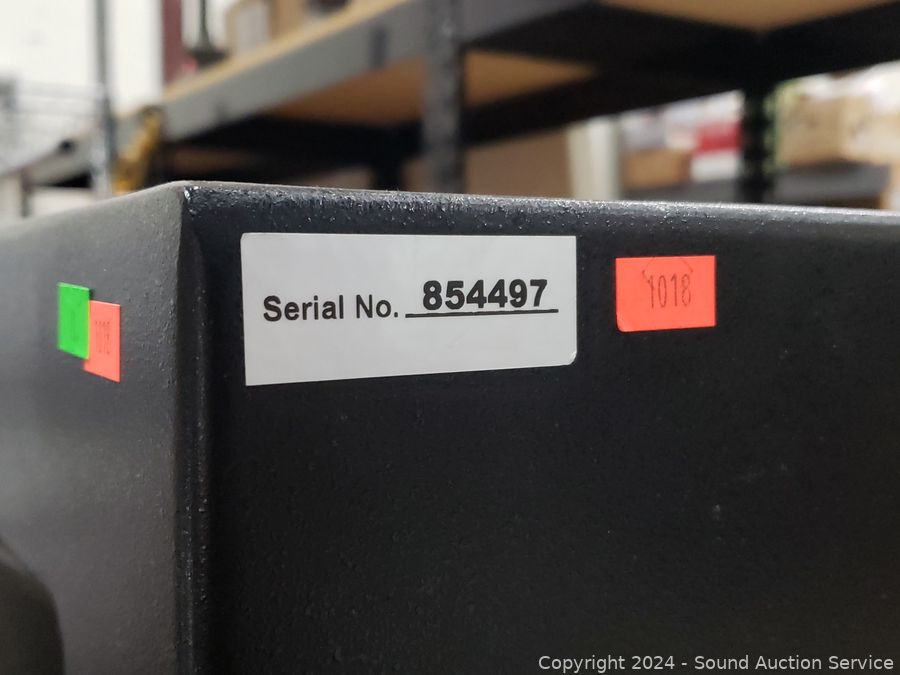 Serial No. 854497
1018
Copyright © 2024 - Sound Auction Service